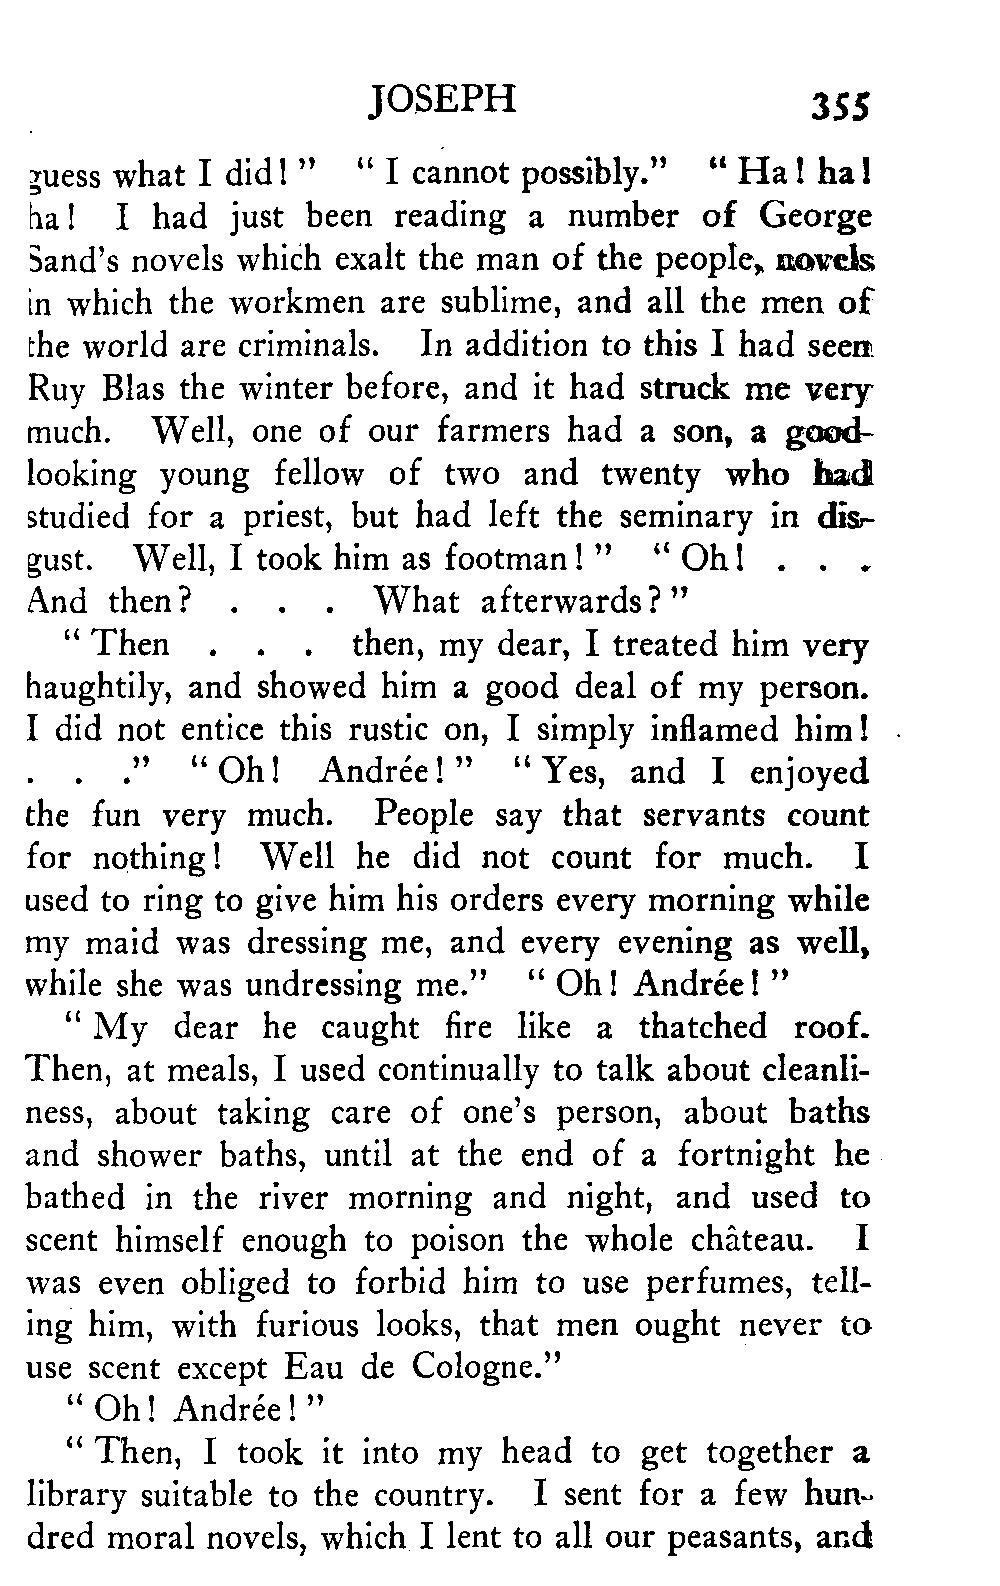 JOSEPH 355
guess what I did!" "I cannot possibly." "Ha! ha!
ha! I had just been reading a number of George
Sand's novels which exalt the man of the people, novels
in which the workmen are sublime, and all the men of
the world are criminals. In addition to this I had seen
Ruy Blas the winter before, and it had struck me very
much. Well, one of our farmers had a son, a good-
looking young fellow of two and twenty who had
studied for a priest, but had left the seminary in dis-
gust. Well, I took him as footman!" "Oh! . . .
And then? . . . What afterwards?"
"Then . . . then, my dear, I treated him very
haughtily, and showed him a good deal of my person.
I did not entice this rustic on, I simply inflamed him!
. . ." "Oh! Andrée!" "Yes, and I enjoyed
the fun very much. People say that servants count
for nothing! Well he did not count for much. I
used to ring to give him his orders every morning while
my maid was dressing me, and every evening as well,
while she was undressing me." "Oh! Andrée!"
"My dear he caught fire like a thatched roof.
Then, at meals, I used continually to talk about cleanli-
ness, about taking care of one's person, about baths
and shower baths, until at the end of a fortnight he
bathed in the river morning and night, and used to
scent himself enough to poison the whole château. I
was even obliged to forbid him to use perfumes, tell-
ing him, with furious looks, that men ought never to
use scent except Eau de Cologne."
"Oh! Andrée!"
"Then, I took it into my head to get together a
library suitable to the country. I sent for a few hun-
dred moral novels, which I lent to all our peasants, and